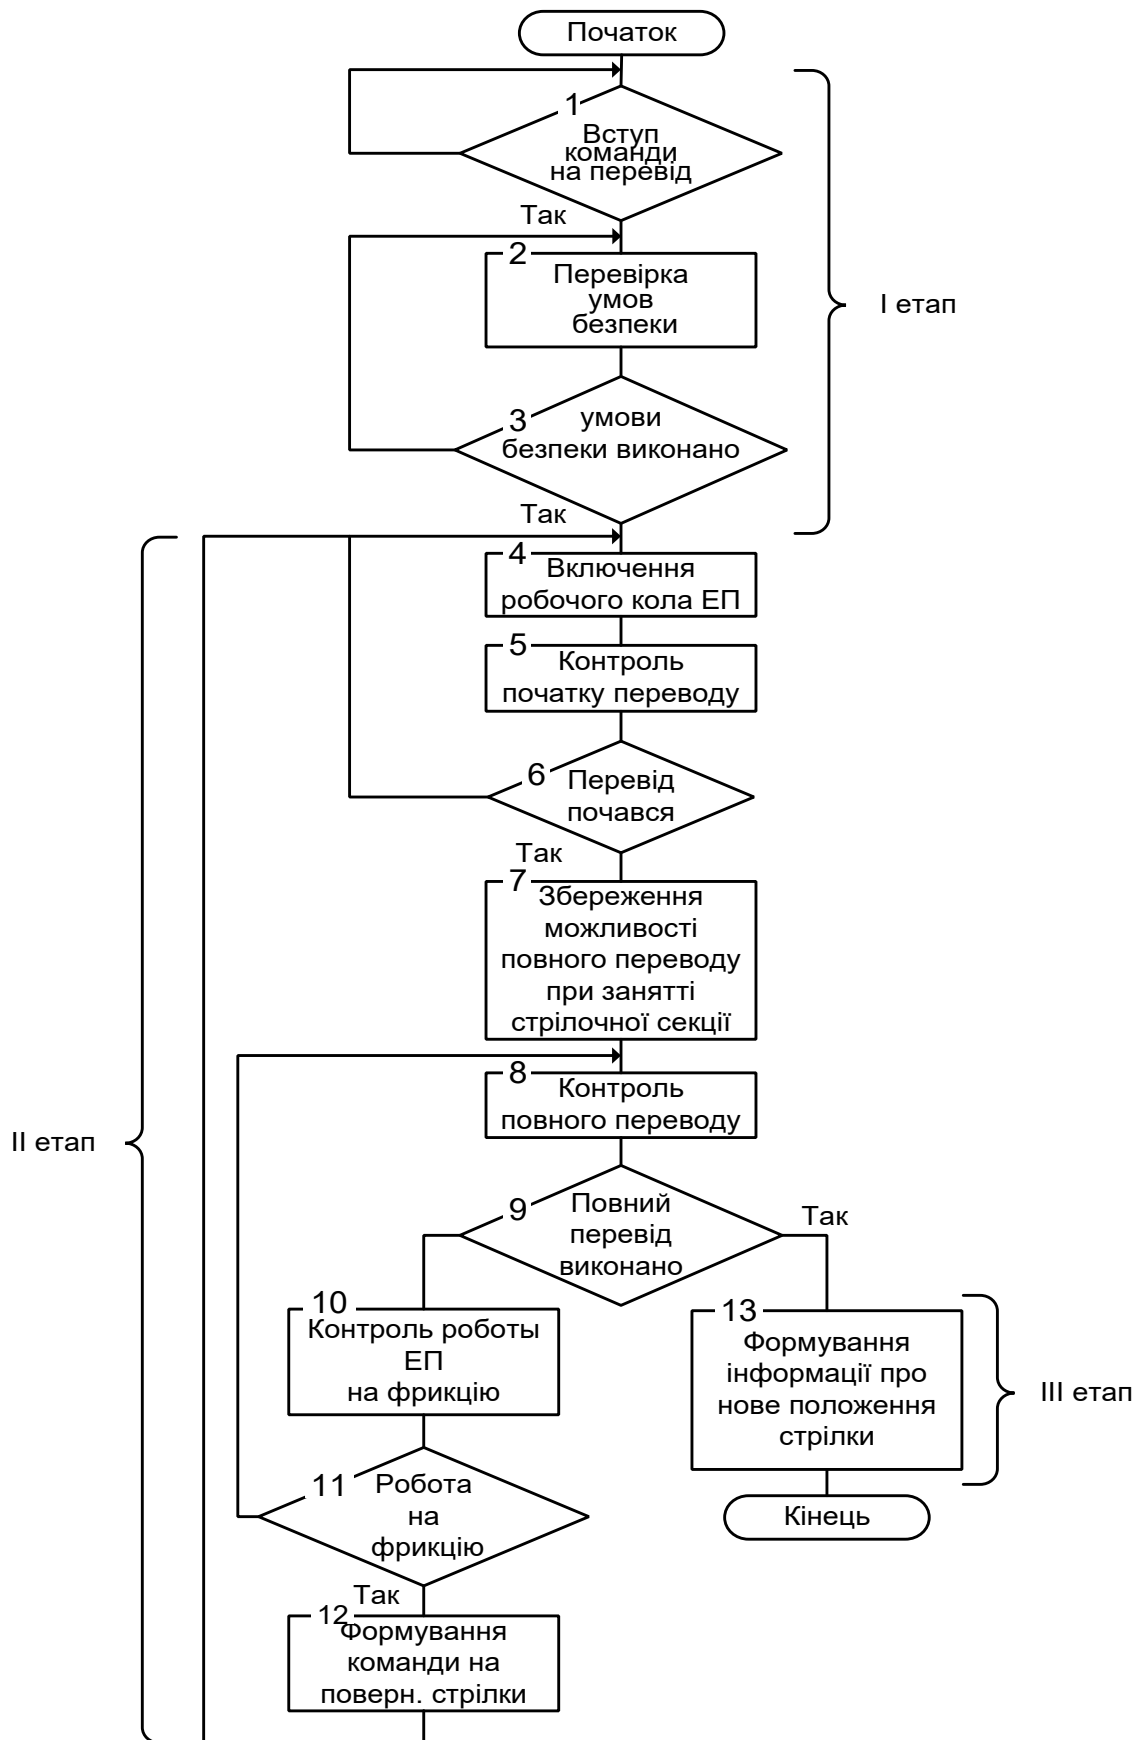 Початок
1
Вступ
команди
на перевід
Так
2
Перевірка
умов
безпеки
І етап
3
умови
безпеки виконано
Так
4
Включення
робочого кола ЕП
5
Контроль
початку переводу
6
Перевід
почався
Так
7
Збереження
можливості
повного переводу
при занятті
стрілочної секції
8
Контроль
повного переводу
ІІ етап
9
Повний
перевід
виконано
Так
10
Контроль роботы
ЕП
на фрикцію
13
Формування
інформації про
нове положення
стрілки
ІІІ етап
11
Робота
на
фрикцію
Кінець
Так
12
Формування
команди на
поверн. стрілки